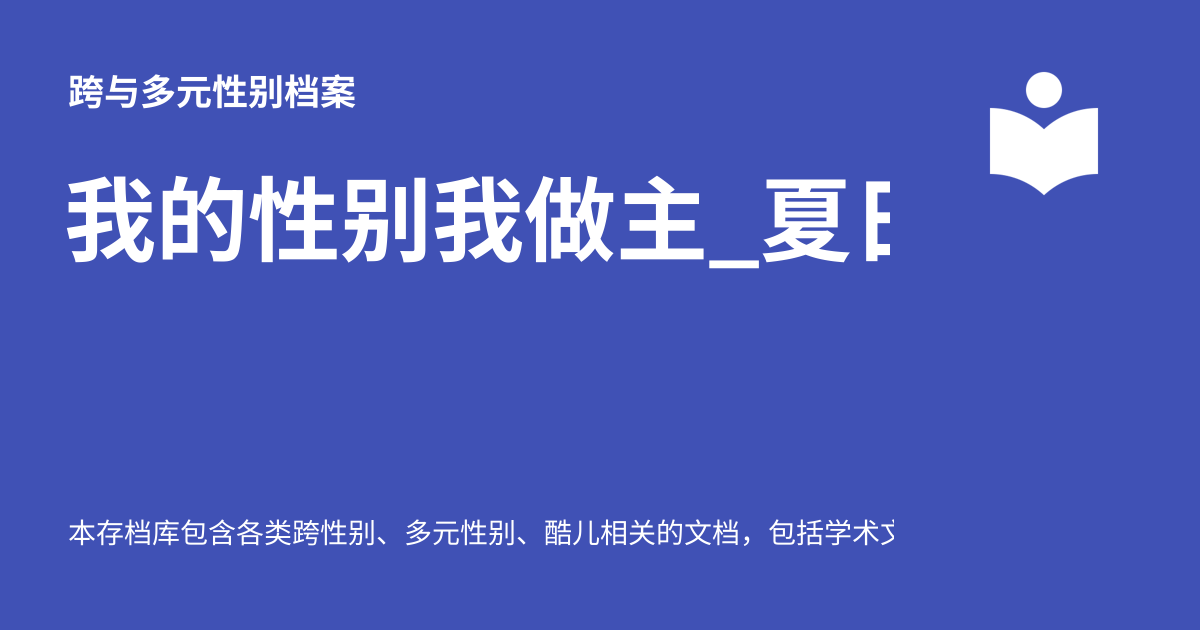 跨与多元性别档案
我的性别我做主_夏
本存档库包含各类跨性别、多元性别、酷儿相关的文档，包括学术